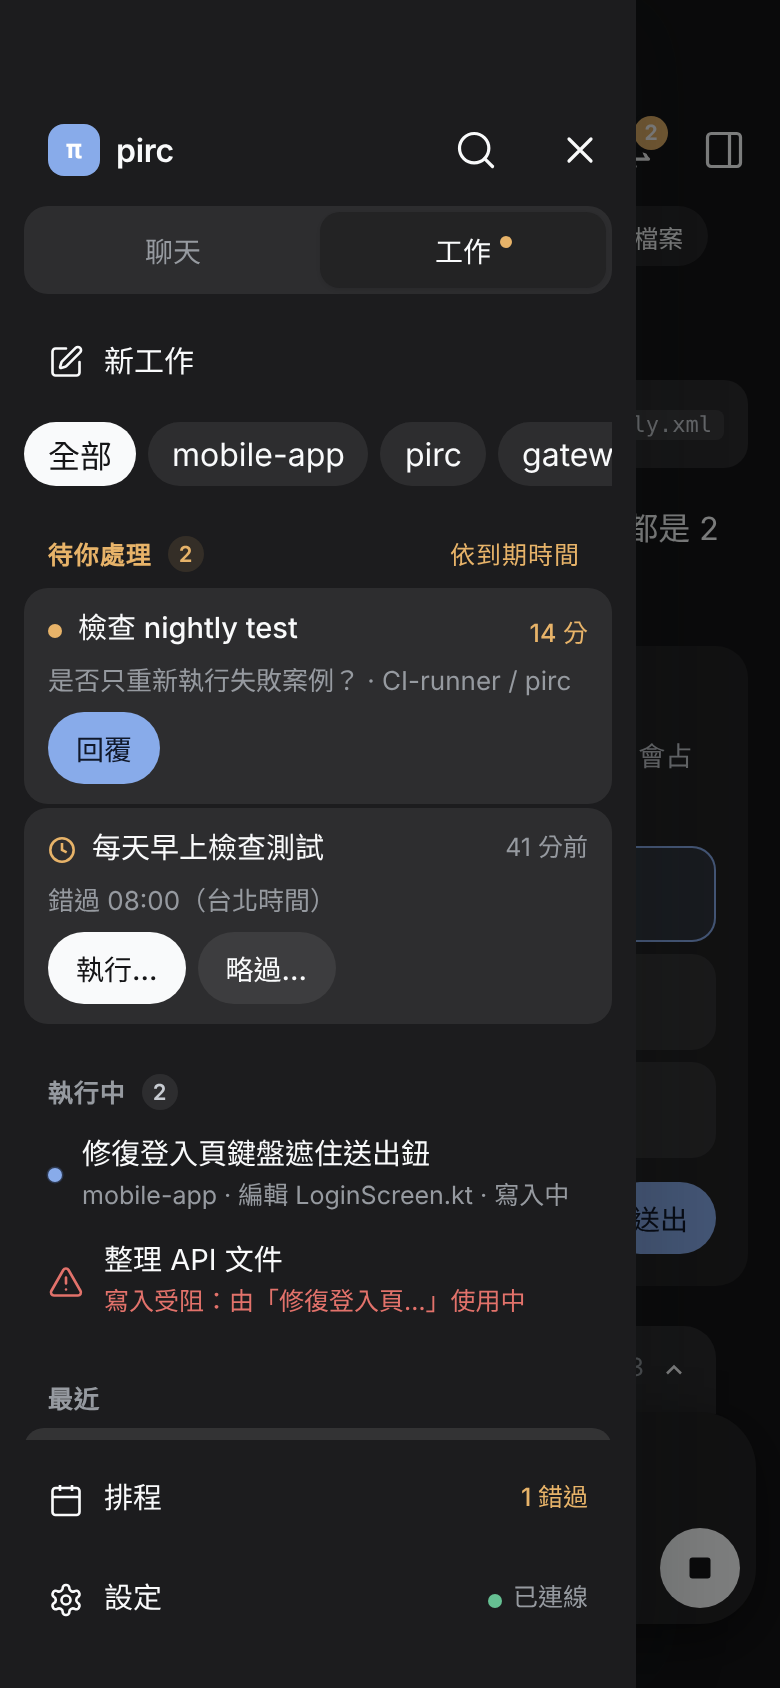 π pirc
2
聊天
工作
檔案
新工作
全部
mobile-app
pirc
gatew
ly.xml
待你處理 2
依到期時間
都是 2
檢查 nightly test
14 分
是否只重新執行失敗案例？ · CI-runner / pirc
回覆
會占
每天早上檢查測試
41 分前
錯過 08:00（台北時間）
執行...
略過...
執行中 2
修復登入頁鍵盤遮住送出鈕
mobile-app · 編輯 LoginScreen.kt · 寫入中
送出
整理 API 文件
寫入受阻：由「修復登入頁...」使用中
3
最近
排程
1 錯過
設定
已連線